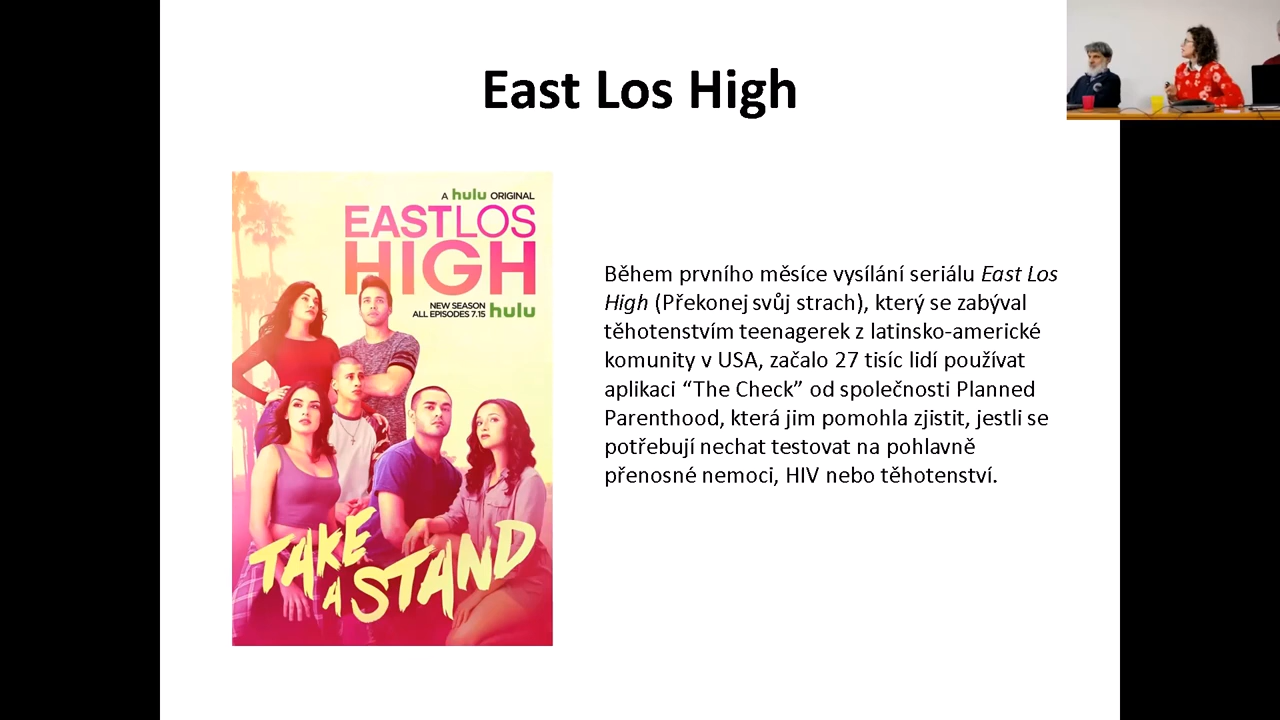 East Los High
A hulu ORIGINAL
EASTLOS
HIGH
NEW SEASON
ALL EPISODES 7.15 hulu
TAKE
A STAND
Během prvního měsíce vysílání seriálu East Los
High (Překonej svůj strach), který se zabýval
těhotenstvím teenagerek z latinsko-americké
komunity v USA, začalo 27 tisíc lidí používat
aplikaci “The Check” od společnosti Planned
Parenthood, která jim pomohla zjistit, jestli se
potřebují nechat testovat na pohlavně
přenosné nemoci, HIV nebo těhotenství.